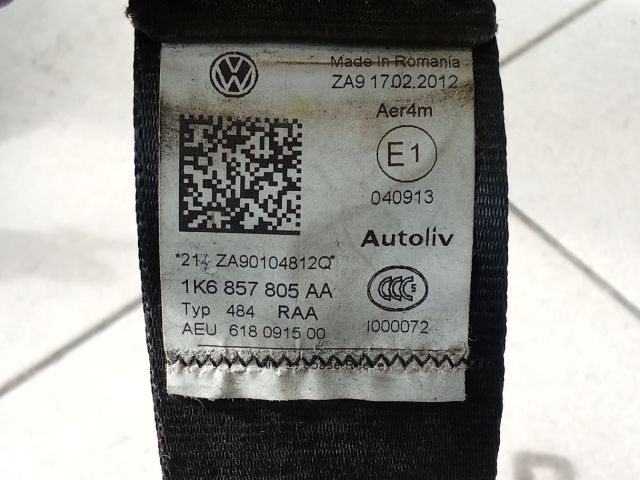 Made in Romania
ZA9 17.02.2012
Aer4m
E1
040913
Autoliv
*214 ZA90104812Q*
1K6 857 805 AA
Typ 484 RAA
AEU 618 0915 00
CCC S
I000072